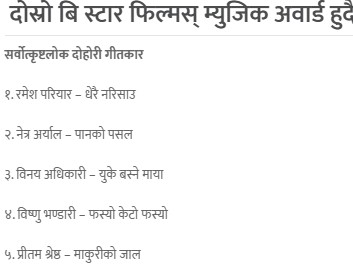 दोस्रो बि स्टार फिल्मस् म्युजिक अवार्ड हुदै
सर्वोत्कृष्टलोक दोहोरी गीतकार
१. रमेश परियार – धेरै नरिसाउ
२. नेत्र अर्याल – पानको पसल
३. विनय अधिकारी – युके बस्ने माया
४. विष्णु भण्डारी – फस्यो केटो फस्यो
५. प्रीतम श्रेष्ठ – माकुरीको जाल